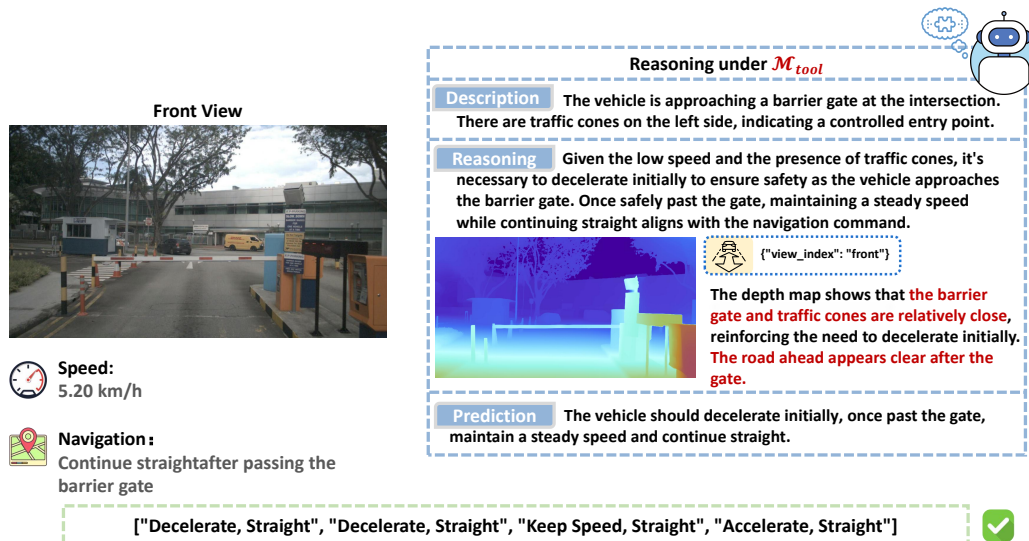 Front View
Speed:
5.20 km/h
Navigation：
Continue straightafter passing the
barrier gate
Reasoning under M_tool
Description The vehicle is approaching a barrier gate at the intersection.
There are traffic cones on the left side, indicating a controlled entry point.
Reasoning Given the low speed and the presence of traffic cones, it's
necessary to decelerate initially to ensure safety as the vehicle approaches
the barrier gate. Once safely past the gate, maintaining a steady speed
while continuing straight aligns with the navigation command.
{"view_index": "front"}
The depth map shows that the barrier
gate and traffic cones are relatively close,
reinforcing the need to decelerate initially.
The road ahead appears clear after the
gate.
Prediction The vehicle should decelerate initially, once past the gate,
maintain a steady speed and continue straight.
["Decelerate, Straight", "Decelerate, Straight", "Keep Speed, Straight", "Accelerate, Straight"]